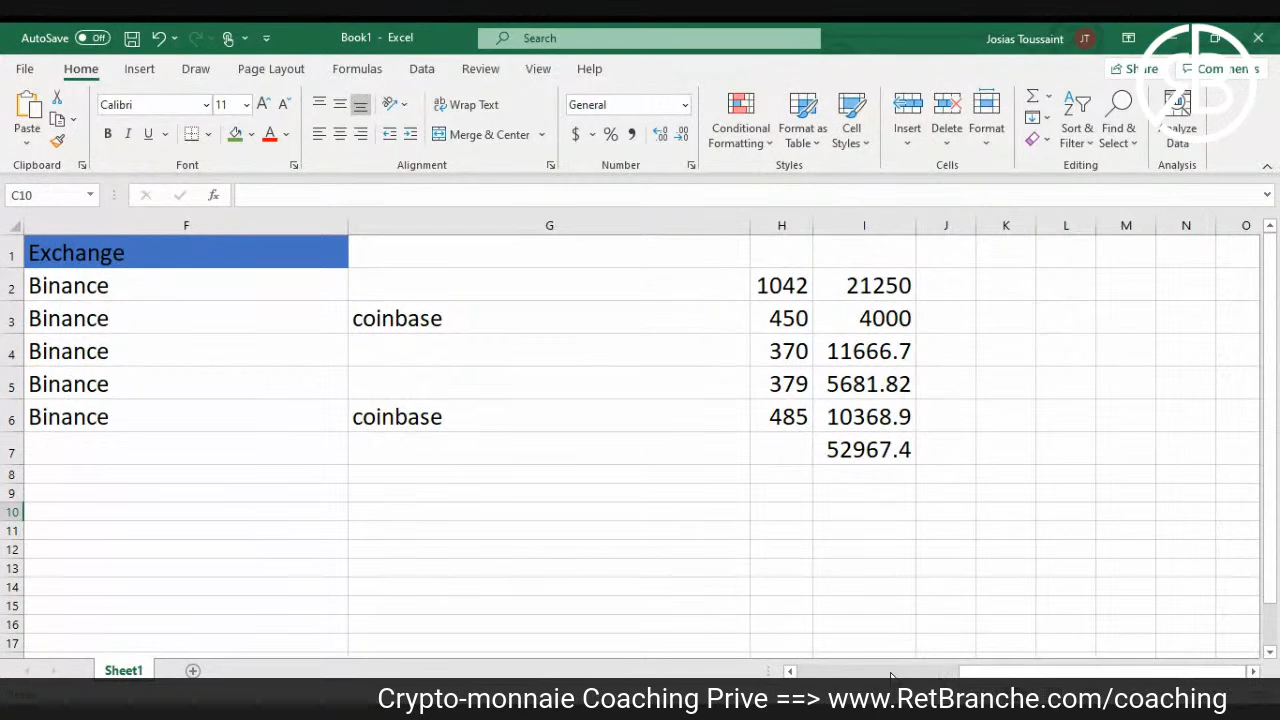 AutoSave Off Book1 - Excel Search Josias Toussaint JT
File Home Insert Draw Page Layout Formulas Data Review View Help Share Comments
Calibri 11 Wrap Text General
Paste Merge & Center Conditional Formatting Format as Table Cell Styles Insert Delete Format Sort & Filter Find & Select Analyze Data
Clipboard Font Alignment Number Styles Cells Editing Analysis
C10 fx
F G H I J K L M N O
1 Exchange
2 Binance 1042 21250
3 Binance coinbase 450 4000
4 Binance 370 11666.7
5 Binance 379 5681.82
6 Binance coinbase 485 10368.9
7 52967.4
8
9
10
11
12
13
14
15
16
17
Sheet1
Crypto-monnaie Coaching Prive ==> www.RetBranche.com/coaching